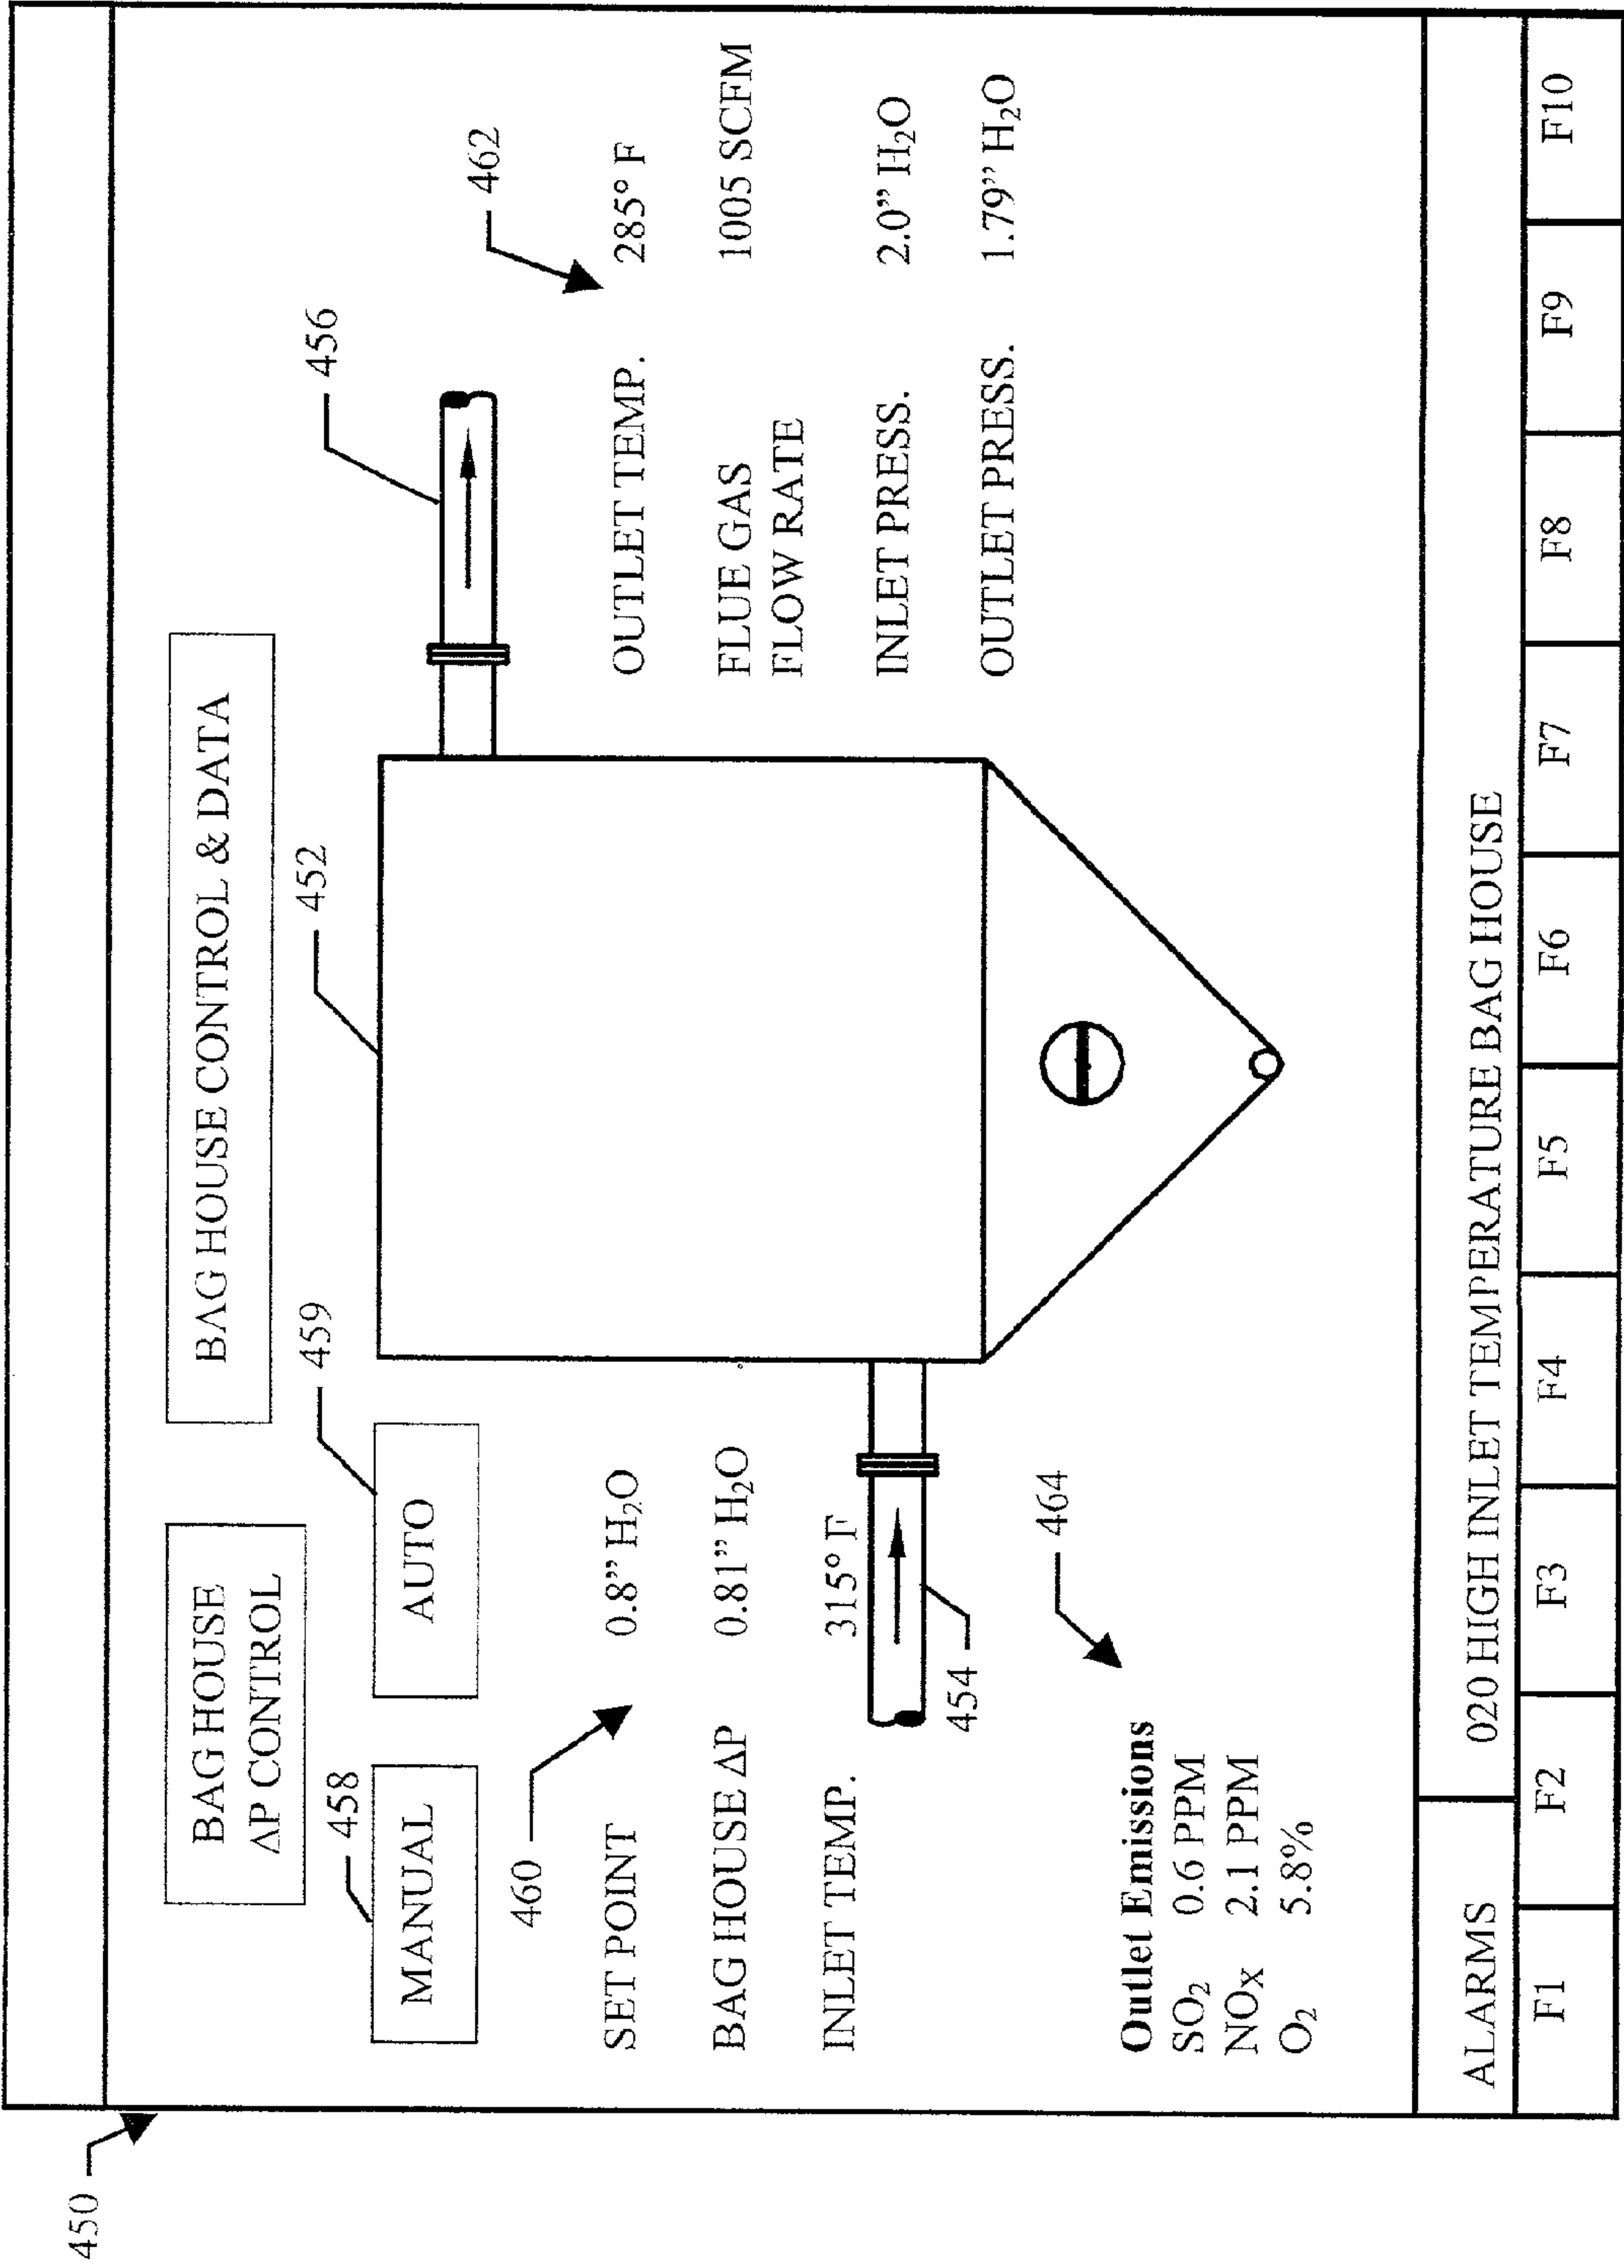 450
BAG HOUSE
ΔP CONTROL
BAG HOUSE CONTROL & DATA
458
MANUAL
459
AUTO
452
456
460
462
SET POINT 0.8” H₂O
BAG HOUSE ΔP 0.81” H₂O
INLET TEMP. 315° F
454
464
OUTLET TEMP. 285° F
FLUE GAS 1005 SCFM
FLOW RATE
INLET PRESS. 2.0” H₂O
OUTLET PRESS. 1.79” H₂O
Outlet Emissions
SO₂ 0.6 PPM
NOₓ 2.1 PPM
O₂ 5.8%
ALARMS 020 HIGH INLET TEMPERATURE BAG HOUSE
F1 F2 F3 F4 F5 F6 F7 F8 F9 F10